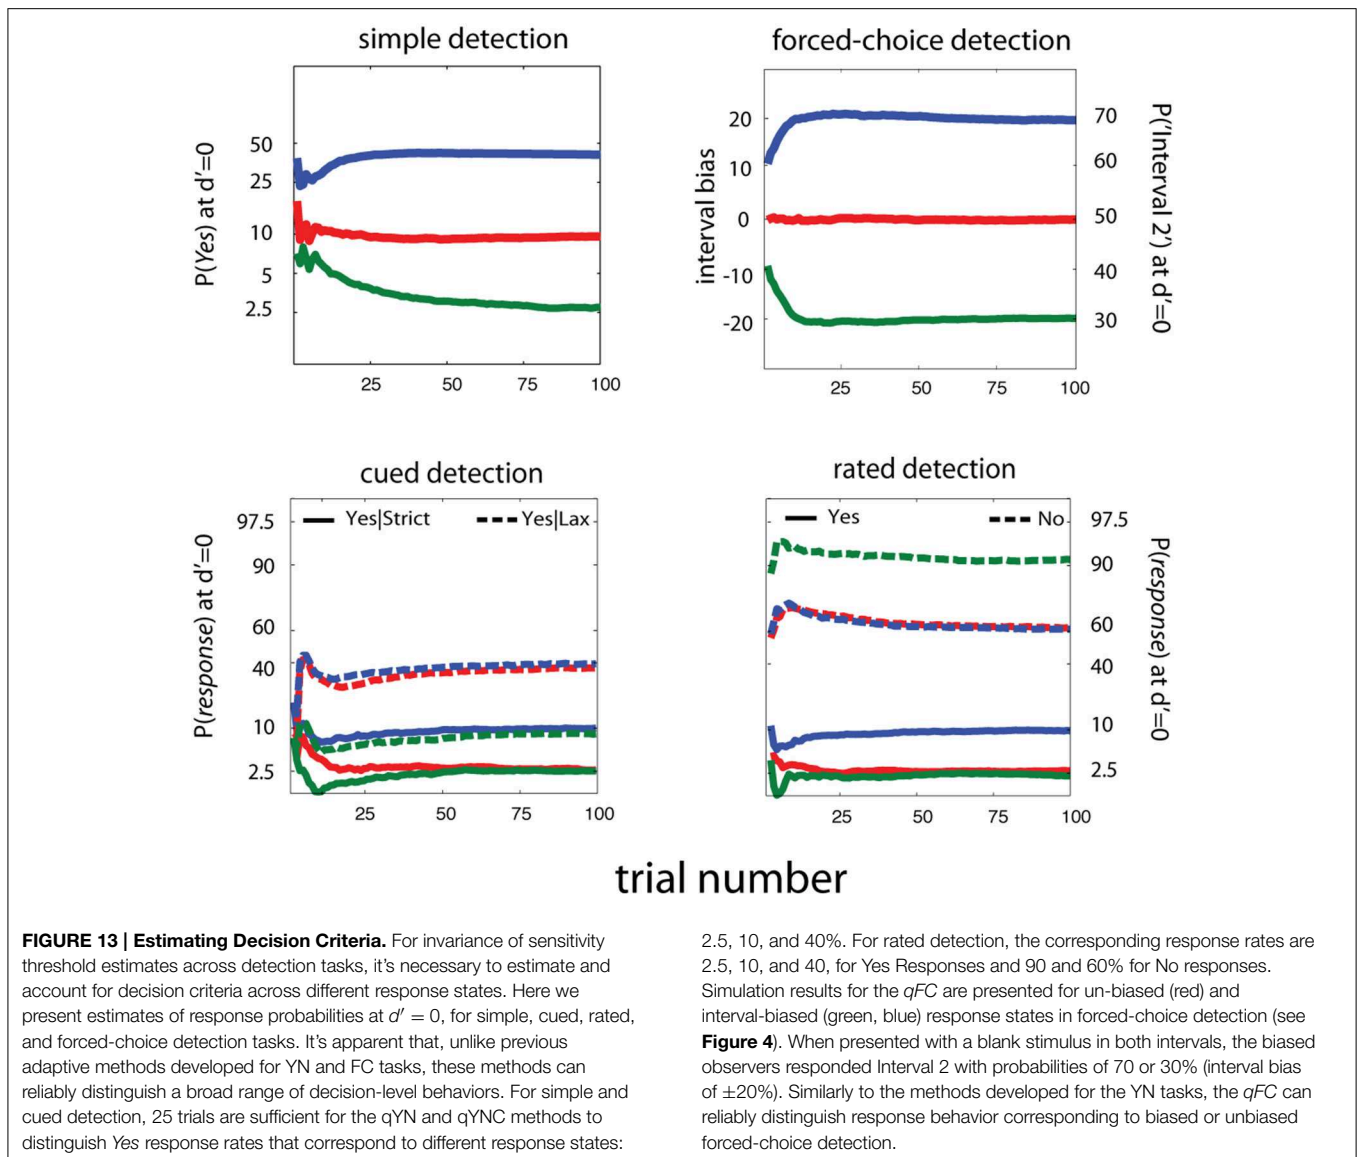 simple detection
P(Yes) at d′=0
50
25
10
5
2.5
25
50
75
100
forced-choice detection
interval bias
20
10
0
-10
-20
70
60
50
40
30
P('Interval 2') at d′=0
25
50
75
100
cued detection
Yes|Strict
Yes|Lax
P(response) at d′=0
97.5
90
60
40
10
2.5
25
50
75
100
rated detection
Yes
No
97.5
90
60
40
10
2.5
P(response) at d′=0
25
50
75
100
trial number
FIGURE 13 | Estimating Decision Criteria. For invariance of sensitivity
threshold estimates across detection tasks, it's necessary to estimate and
account for decision criteria across different response states. Here we
present estimates of response probabilities at d′ = 0, for simple, cued, rated,
and forced-choice detection tasks. It's apparent that, unlike previous
adaptive methods developed for YN and FC tasks, these methods can
reliably distinguish a broad range of decision-level behaviors. For simple and
cued detection, 25 trials are sufficient for the qYN and qYNC methods to
distinguish Yes response rates that correspond to different response states:
2.5, 10, and 40%. For rated detection, the corresponding response rates are
2.5, 10, and 40, for Yes Responses and 90 and 60% for No responses.
Simulation results for the qFC are presented for un-biased (red) and
interval-biased (green, blue) response states in forced-choice detection (see
Figure 4). When presented with a blank stimulus in both intervals, the biased
observers responded Interval 2 with probabilities of 70 or 30% (interval bias
of ±20%). Similarly to the methods developed for the YN tasks, the qFC can
reliably distinguish response behavior corresponding to biased or unbiased
forced-choice detection.